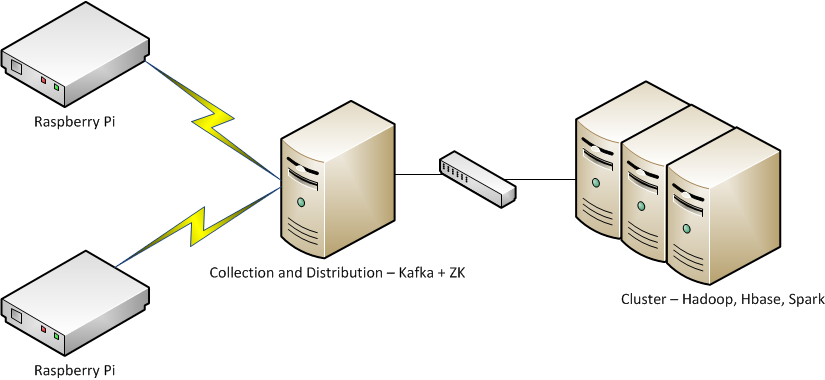 Raspberry Pi
Collection and Distribution – Kafka + ZK
Cluster – Hadoop, Hbase, Spark
Raspberry Pi